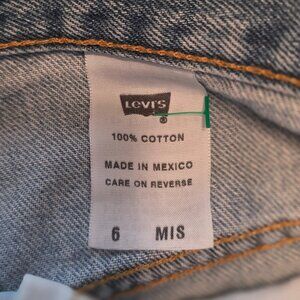 Levi's
®
100% COTTON
MADE IN MEXICO
CARE ON REVERSE
6 MIS